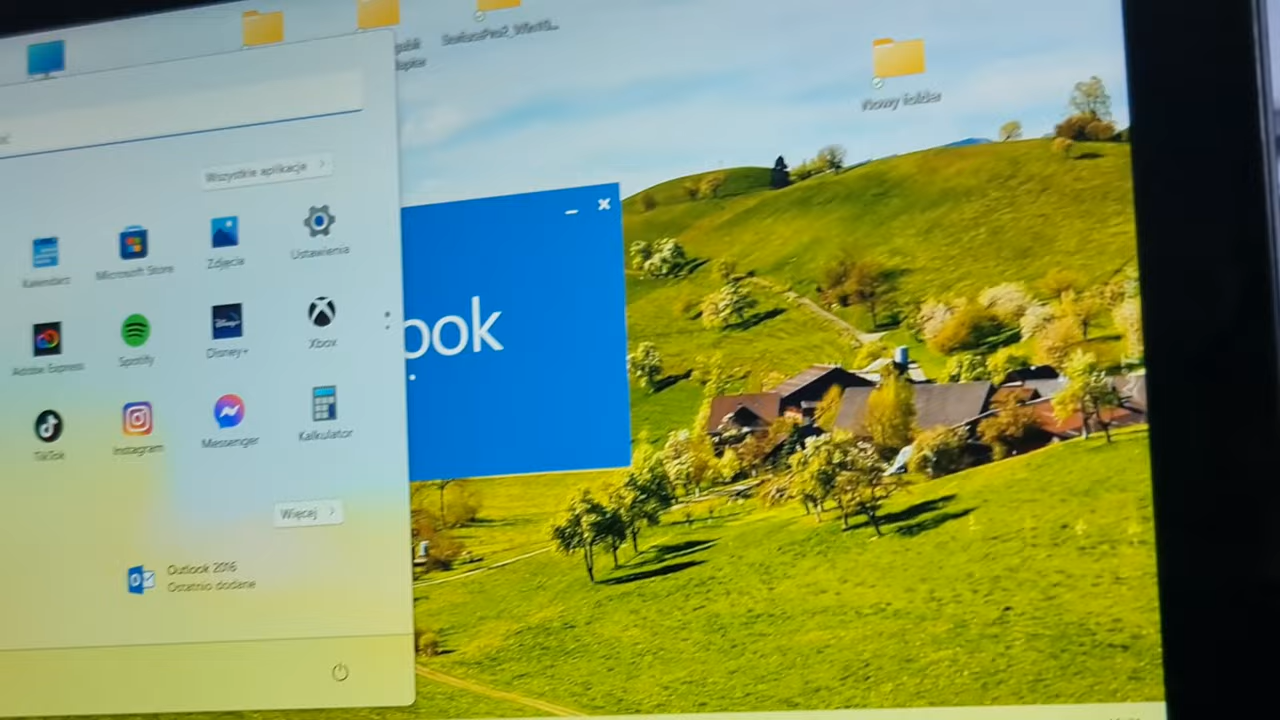 SurfacePro7_Win10...
Nowy folder
Wszystkie aplikacje
Kalendarz
Microsoft Store
Zdjęcia
Ustawienia
Adobe Express
Spotify
Disney+
Xbox
ook
TikTok
Instagram
Messenger
Kalkulator
Więcej
Outlook 2016
Ostatnio dodane